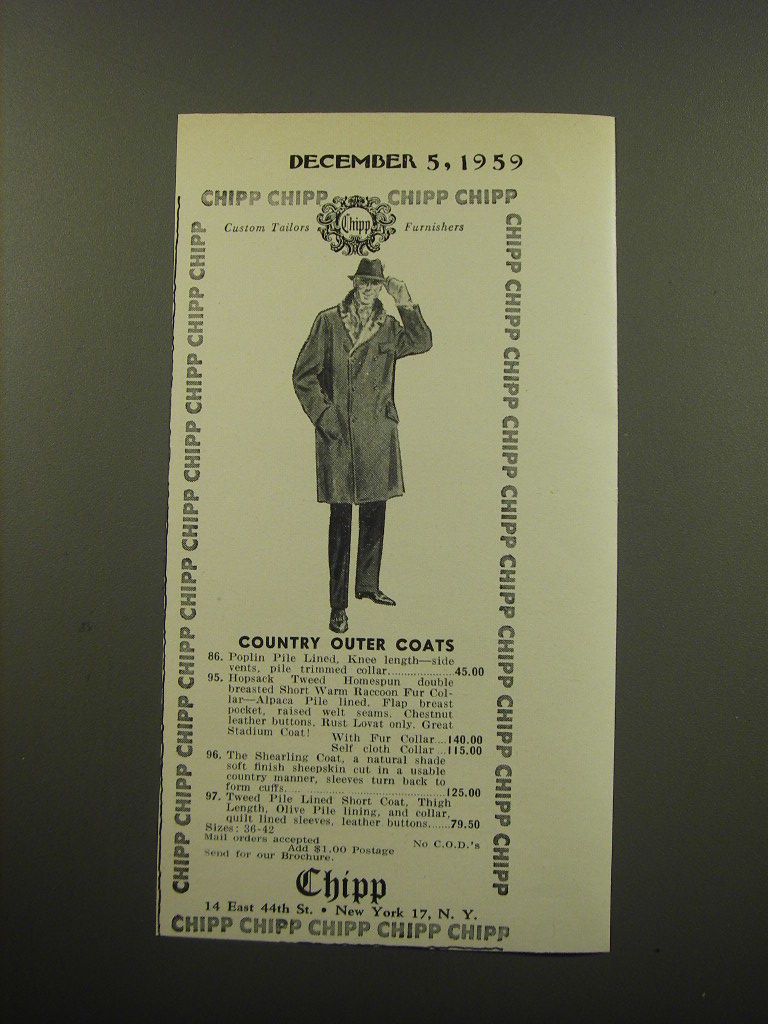 DECEMBER 5, 1959
CHIPP CHIPP CHIPP CHIPP
Custom Tailors Chipp Furnishers
CHIPP CHIPP CHIPP CHIPP CHIPP CHIPP CHIPP CHIPP CHIPP CHIPP
CHIPP CHIPP CHIPP CHIPP CHIPP CHIPP CHIPP CHIPP CHIPP CHIPP
COUNTRY OUTER COATS
86. Poplin Pile Lined, Knee length—side
vents, pile trimmed collar..................45.00
95. Hopsack Tweed Homespun double
breasted Short Warm Raccoon Fur Col-
lar—Alpaca Pile lined. Flap breast
pocket, raised welt seams. Chestnut
leather buttons. Rust Lovat only. Great
Stadium Coat!
With Fur Collar...140.00
Self cloth Collar...115.00
96. The Shearling Coat, a natural shade
soft finish sheepskin cut in a usable
country manner, sleeves turn back to
form cuffs..........................................125.00
97. Tweed Pile Lined Short Coat, Thigh
Length, Olive Pile lining, and collar,
quilt lined sleeves, leather buttons......79.50
Sizes: 36-42
Mail orders accepted No C.O.D.'s
Add $1.00 Postage
Send for our Brochure.
Chipp
14 East 44th St. • New York 17, N. Y.
CHIPP CHIPP CHIPP CHIPP CHIPP